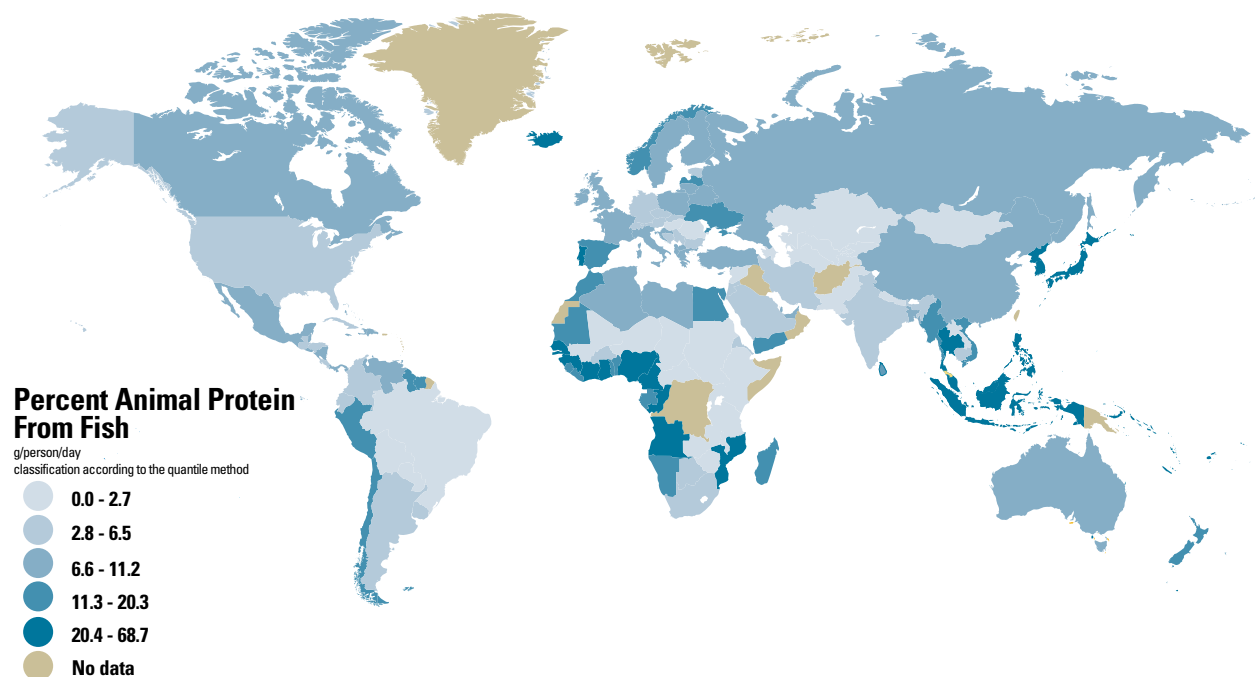 Percent Animal Protein
From Fish
g/person/day
classification according to the quantile method
0.0 - 2.7
2.8 - 6.5
6.6 - 11.2
11.3 - 20.3
20.4 - 68.7
No data